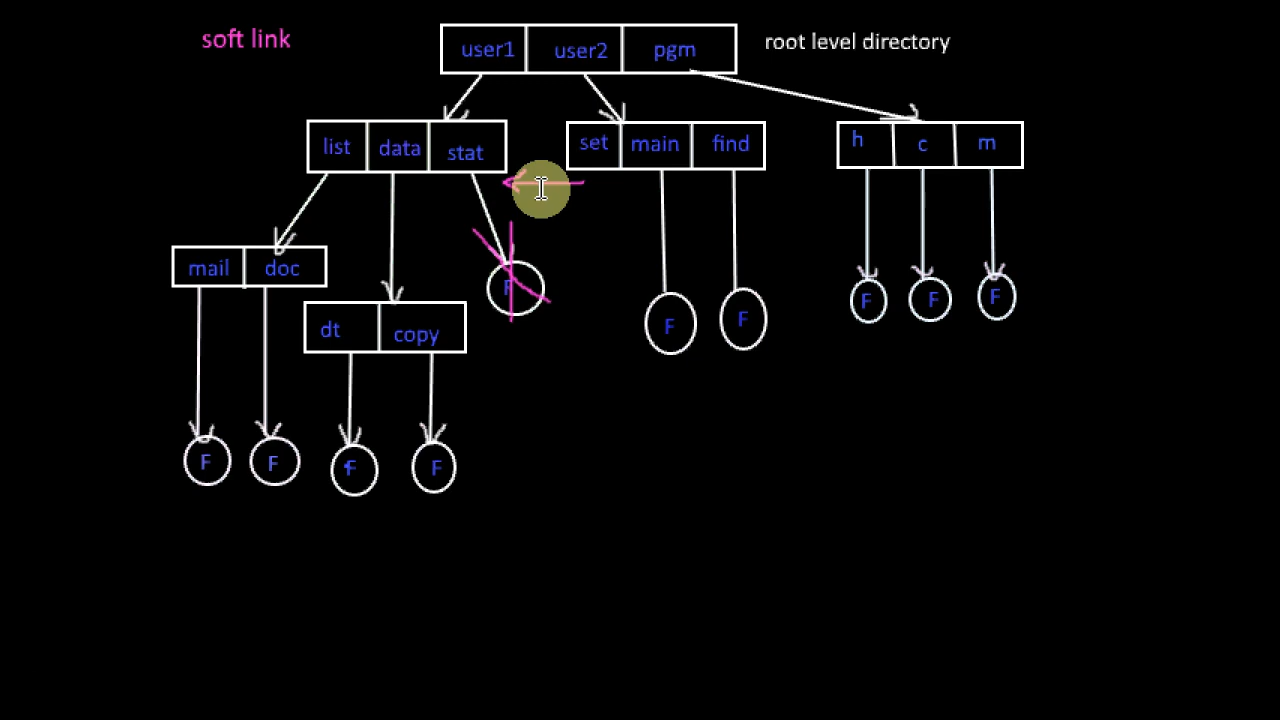 soft link
user1 user2 pgm
root level directory
list data stat
set main find
h c m
mail doc
F
dt copy
F F
F F F
F F F F